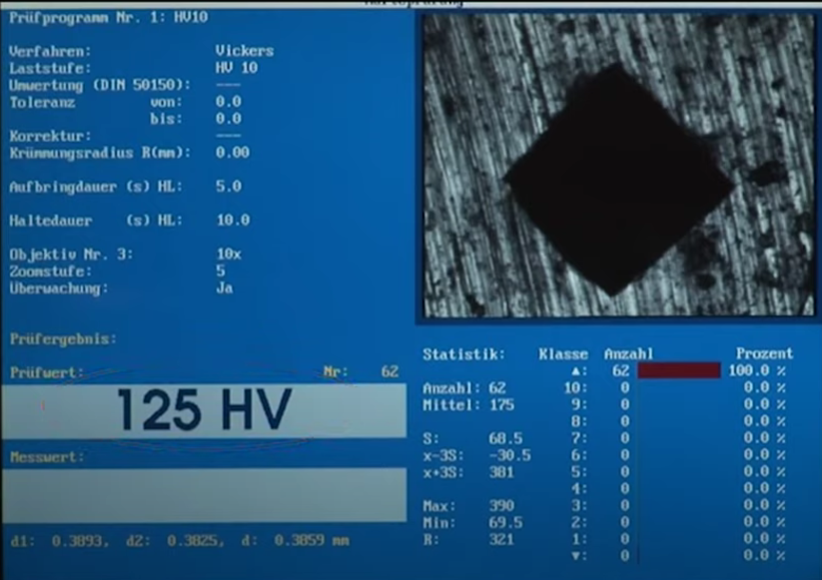 Prüfprogramm Nr. 1: HV10
Verfahren: Vickers
Laststufe: HV 10
Umwertung (DIN 50150): ———
Toleranz von: 0.0
bis: 0.0
Korrektur: ———
Krümmungsradius R(mm): 0.00
Aufbringdauer (s) HL: 5.0
Haltedauer (s) HL: 10.0
Objektiv Nr. 3: 10x
Zoomstufe: 5
Überwachung: Ja
Prüfergebnis:
Prüfwert: Nr: 62
125 HV
Messwert:
d1: 0.3893, d2: 0.3825, d: 0.3859 mm
Statistik: Klasse Anzahl Prozent
▲: 62 100.0 %
Anzahl: 62 10: 0 0.0 %
Mittel: 175 9: 0 0.0 %
8: 0 0.0 %
S: 68.5 7: 0 0.0 %
x-3S: -30.5 6: 0 0.0 %
x+3S: 381 5: 0 0.0 %
4: 0 0.0 %
Max: 390 3: 0 0.0 %
Min: 69.5 2: 0 0.0 %
R: 321 1: 0 0.0 %
▼: 0 0.0 %